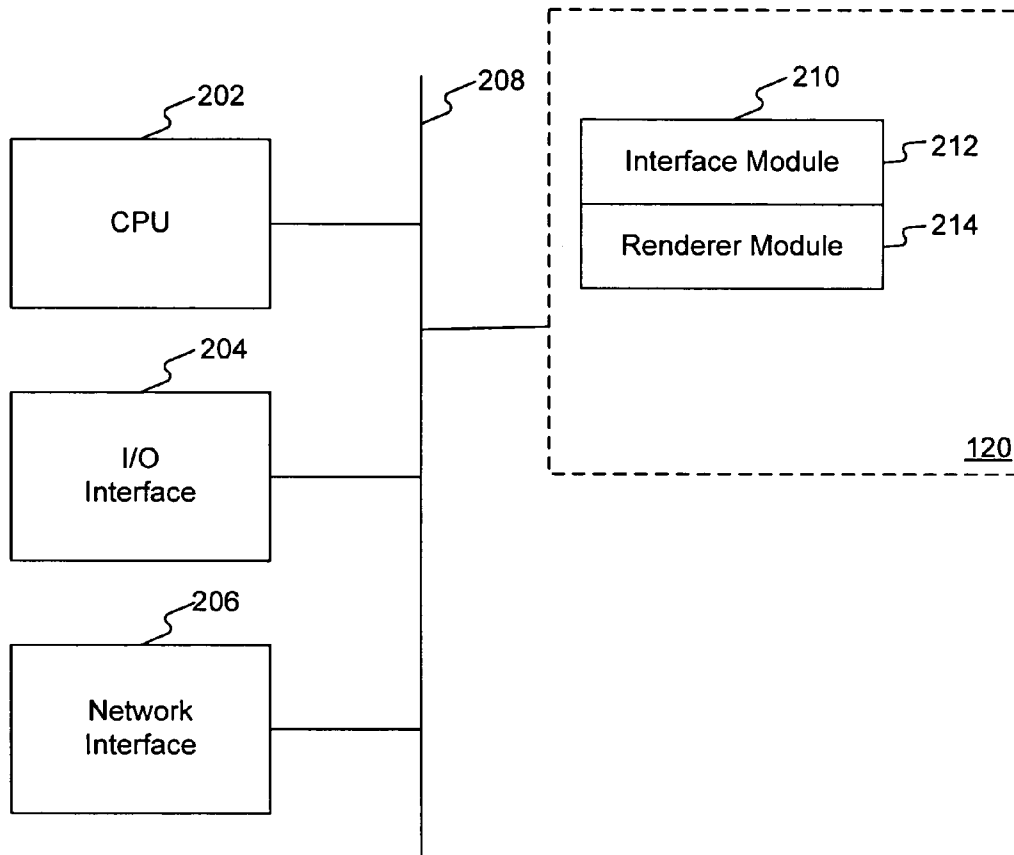 202
CPU
204
I/O
Interface
206
Network
Interface
208
210
Interface Module
212
Renderer Module
214
120